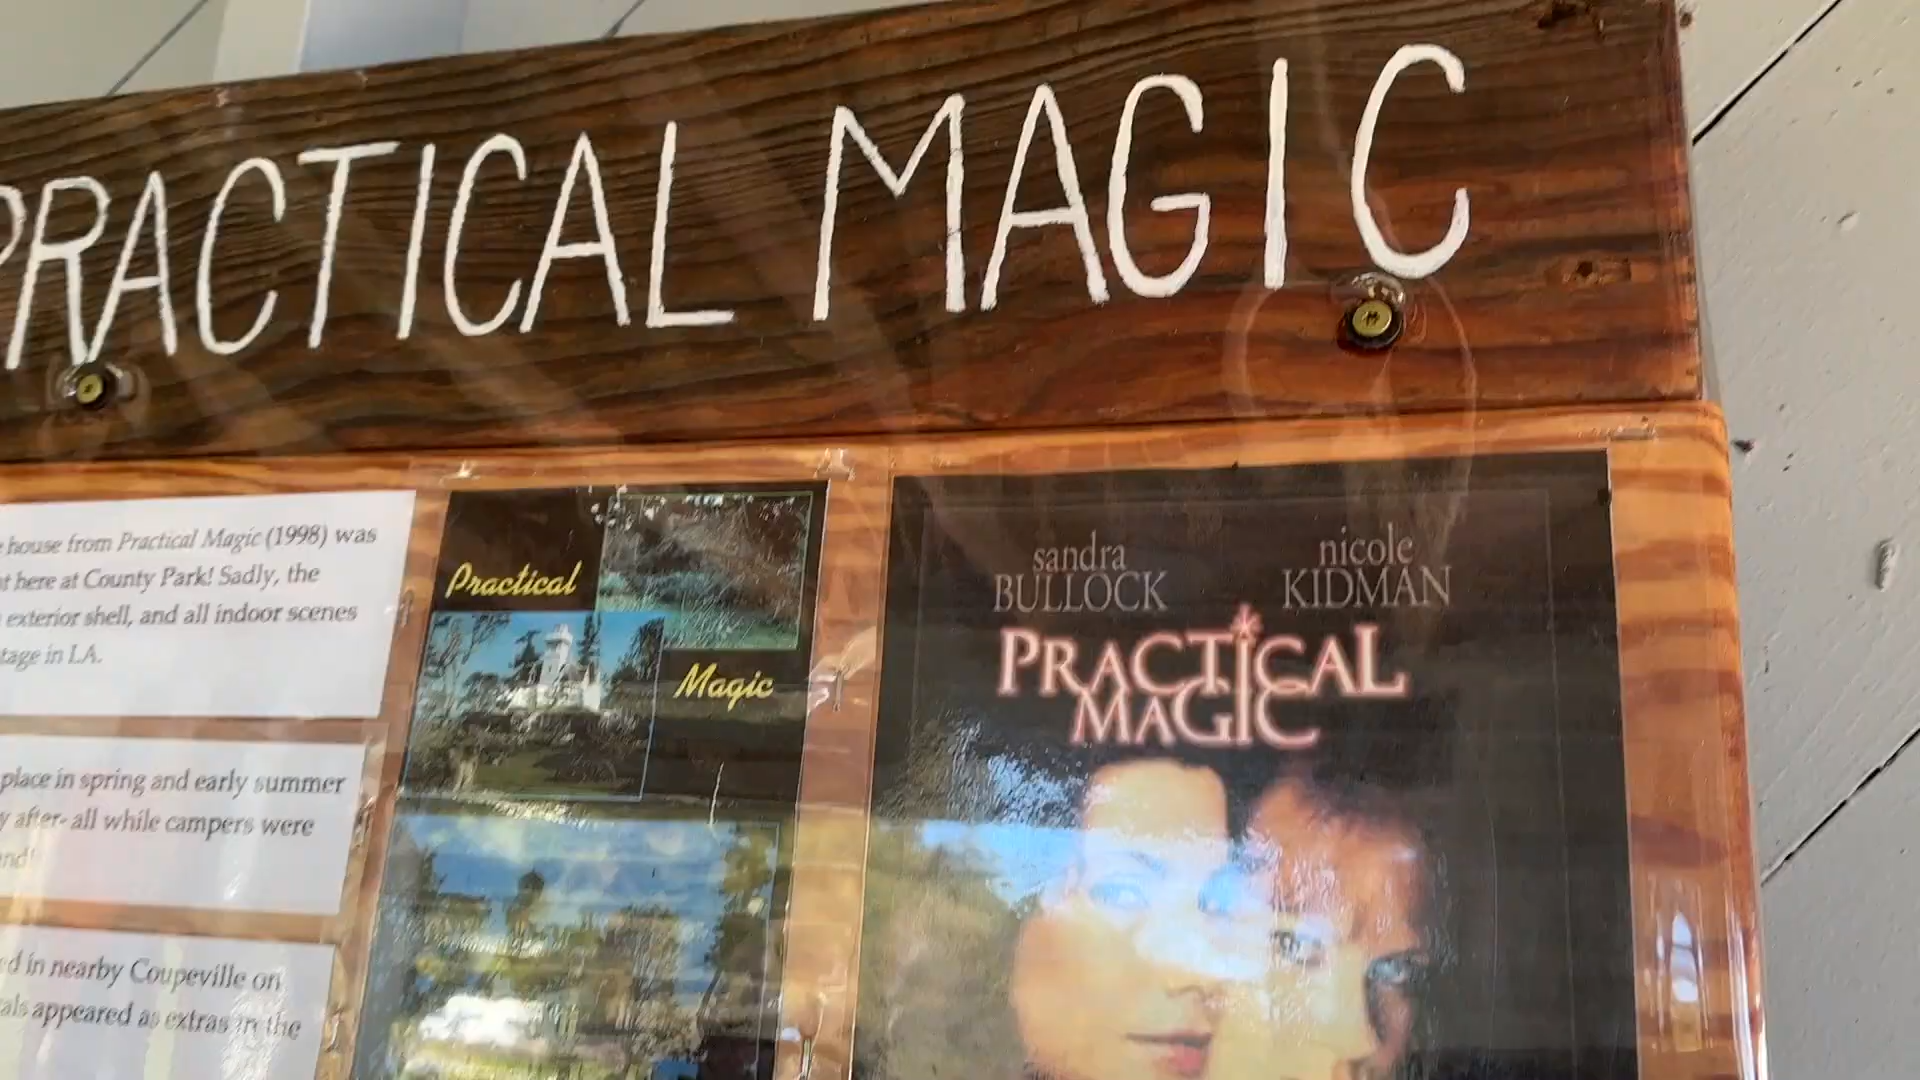 PRACTICAL MAGIC
house from Practical Magic (1998) was
here at County Park! Sadly, the
exterior shell, and all indoor scenes
in LA.
place in spring and early summer
after- all while campers were
ed in nearby Coupeville on
appeared as extras in the
Practical
Magic
sandra
BULLOCK
nicole
KIDMAN
PRACTICAL
MAGIC